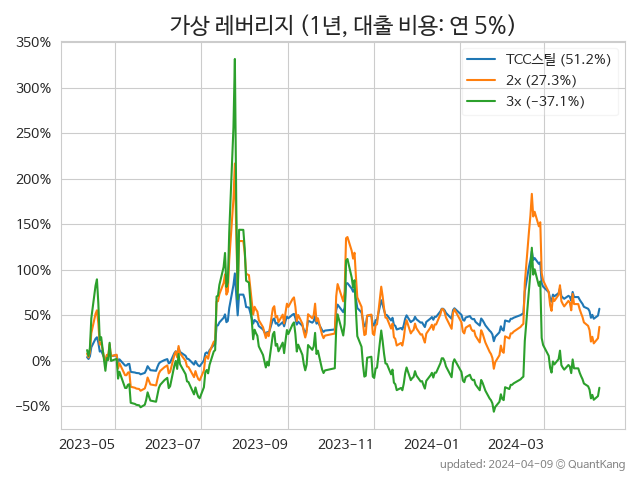 가상 레버리지 (1년, 대출 비용: 연 5%)
350%
300%
250%
200%
150%
100%
50%
0%
−50%
TCC스틸 (51.2%)
2x (27.3%)
3x (-37.1%)
2023-05 2023-07 2023-09 2023-11 2024-01 2024-03
updated: 2024-04-09 © QuantKang